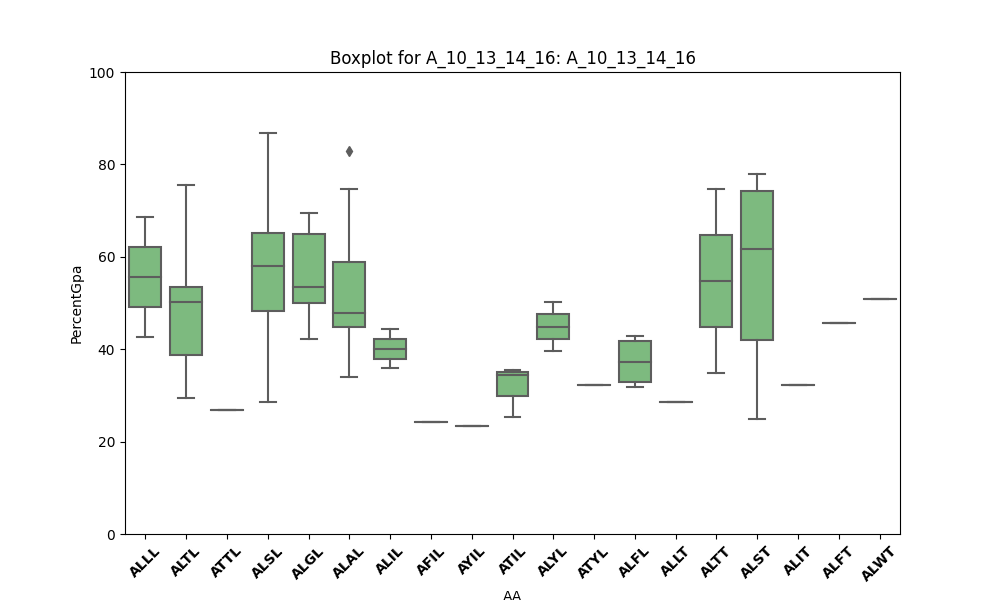 Boxplot for A_10_13_14_16: A_10_13_14_16
100
80
60
40
20
0
PercentGpa
ALLL ALTL ATTL ALSL ALGL ALAL ALIL AFIL AYIL ATIL ALYL ATYL ALFL ALLT ALTT ALST ALIT ALFT ALWT
AA